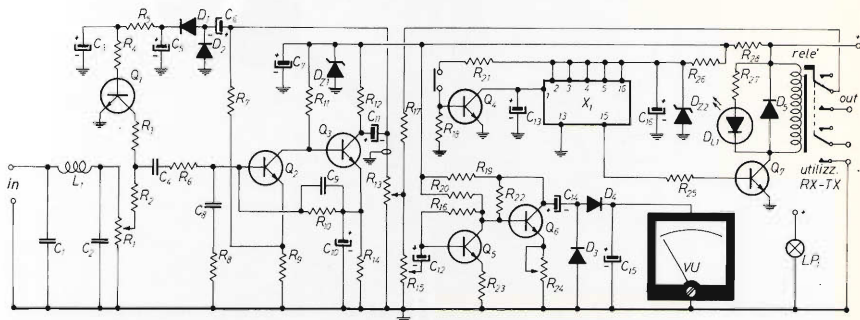 R5 D1 C6
C3 R4 C5 D2
Q1
R7
R3
in L1 C4 R6
R2
C1 C2 R1 C8 R8
Q2 R9
C7 DZ1
R11 R12
Q3 C11
C9
R10 R13
C10 R14
R17
R15
R21
Q4
R18
C13
1 2 3 4 5 16
X1
13 15
C16 DZ2
R26
R28
R27
DL1
D5
relè
out
utilizz.
RX-TX
R25
Q7
R19
R20
R16
R22
C14 D4
Q5 Q6
C12
R23 R24
D3
C15
VU
LP1